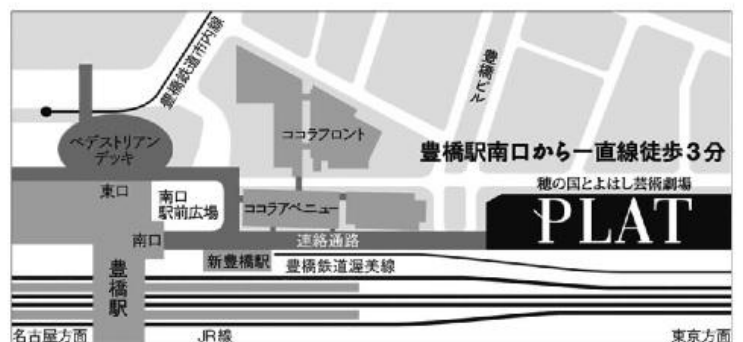 豊橋鉄道市内線
豊橋ビル
ペデストリアン
デッキ
ココラフロント
豊橋駅南口から一直線徒歩3分
東口
南口
駅前広場
ココラアベニュー
穂の国とよはし芸術劇場
PLAT
南口
連絡通路
新豊橋駅
豊橋鉄道渥美線
豊橋駅
名古屋方面
JR線
東京方面